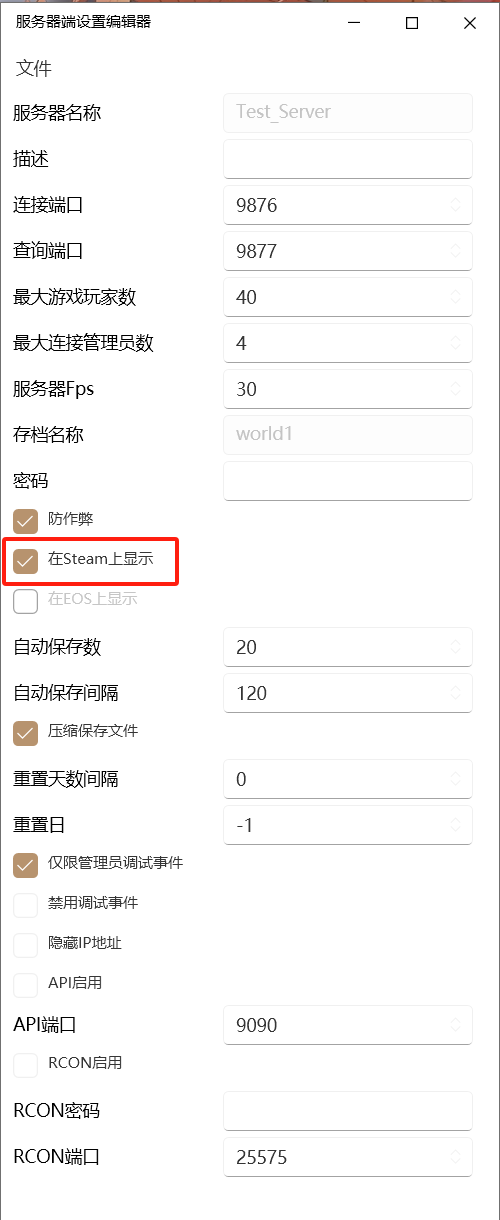 服务器端设置编辑器
文件
服务器名称 Test_Server
描述
连接端口 9876
查询端口 9877
最大游戏玩家数 40
最大连接管理员数 4
服务器Fps 30
存档名称 world1
密码
防作弊
在Steam上显示
在EOS上显示
自动保存数 20
自动保存间隔 120
压缩保存文件
重置天数间隔 0
重置日 -1
仅限管理员调试事件
禁用调试事件
隐藏IP地址
API启用
API端口 9090
RCON启用
RCON密码
RCON端口 25575